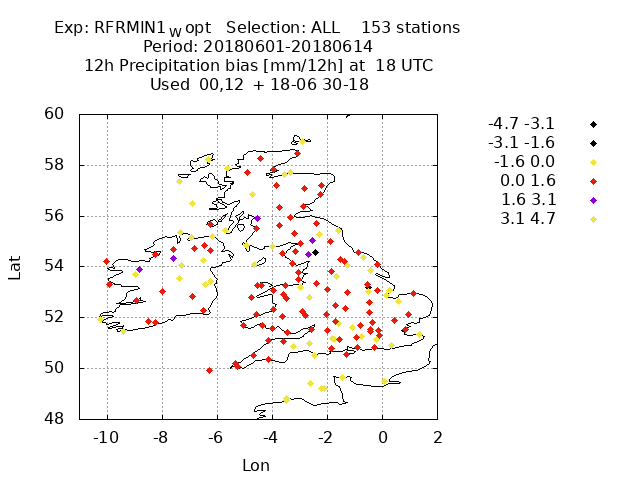 Exp: RFRMIN1_W opt Selection: ALL 153 stations
Period: 20180601-20180614
12h Precipitation bias [mm/12h] at 18 UTC
Used 00,12 + 18-06 30-18
-4.7 -3.1
-3.1 -1.6
-1.6 0.0
0.0 1.6
1.6 3.1
3.1 4.7
60
58
56
54
52
50
48
Lat
-10 -8 -6 -4 -2 0 2
Lon